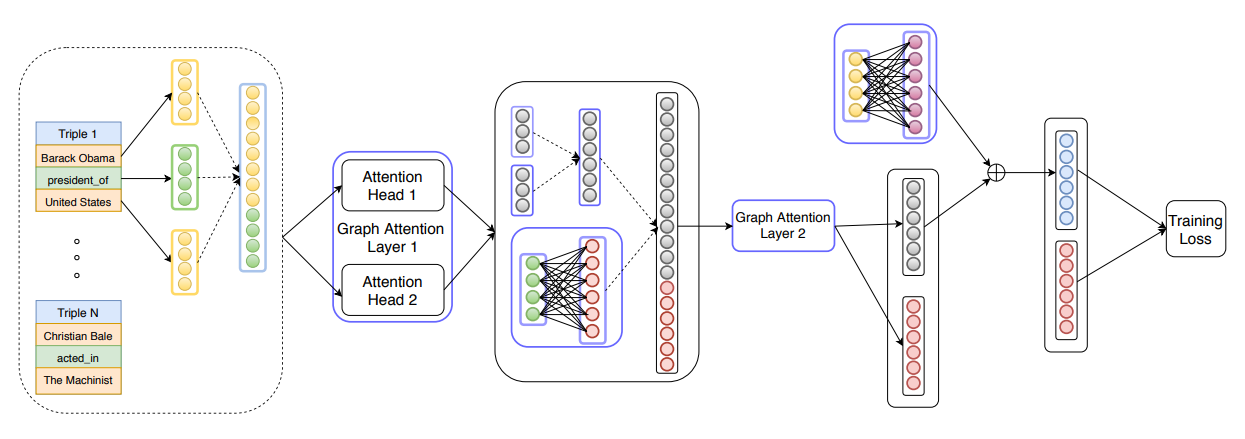 Triple 1
Barack Obama
president_of
United States
Triple N
Christian Bale
acted_in
The Machinist
Attention
Head 1
Graph Attention
Layer 1
Attention
Head 2
Graph Attention
Layer 2
Training
Loss